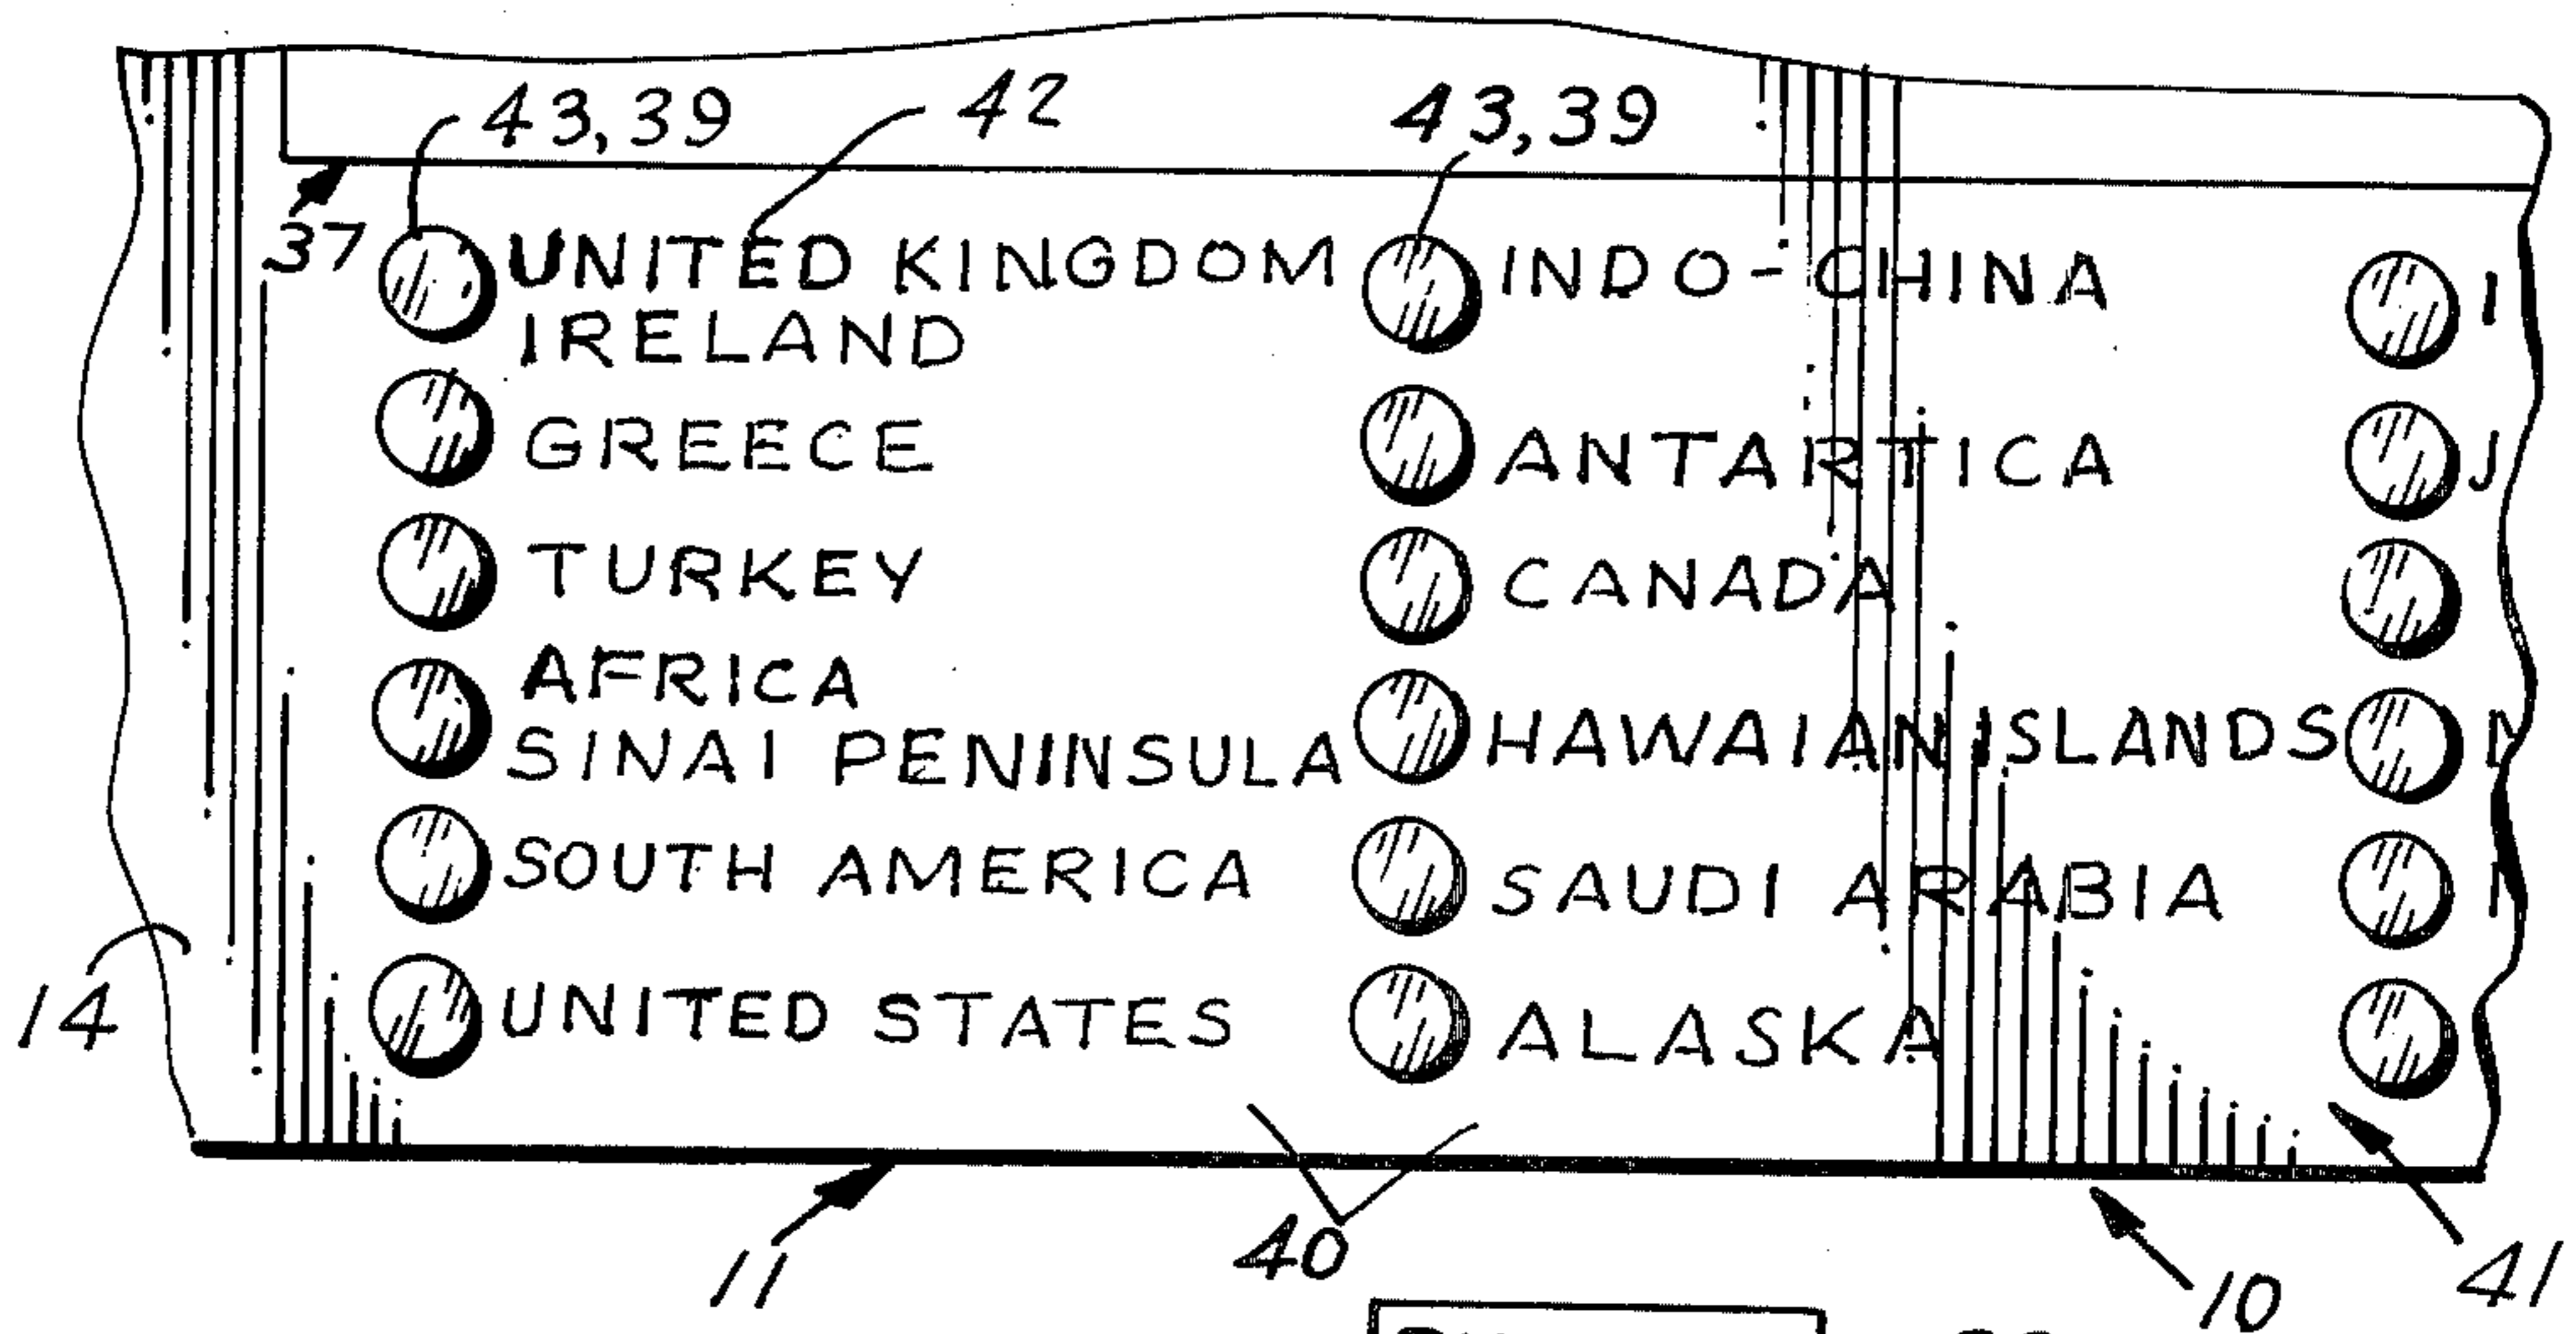 43,39 42 43,39
37
UNITED KINGDOM INDO-CHINA I
IRELAND
GREECE ANTARTICA J
TURKEY CANADA
AFRICA
SINAI PENINSULA HAWAIAN ISLANDS
SOUTH AMERICA SAUDI ARABIA
UNITED STATES ALASKA
14
11 40 10 41